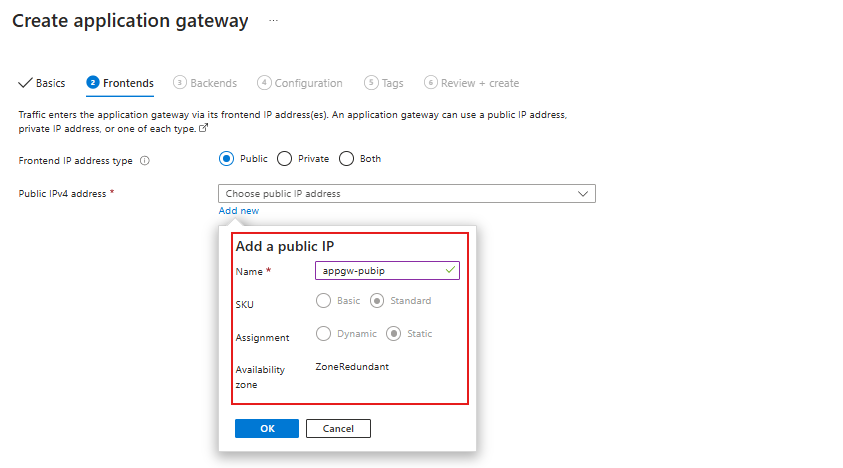 Create application gateway ...
Basics 2 Frontends 3 Backends 4 Configuration 5 Tags 6 Review + create
Traffic enters the application gateway via its frontend IP address(es). An application gateway can use a public IP address,
private IP address, or one of each type.
Frontend IP address type Public Private Both
Public IPv4 address * Choose public IP address
Add new
Add a public IP
Name * appgw-pubip
SKU Basic Standard
Assignment Dynamic Static
Availability ZoneRedundant
zone
OK Cancel